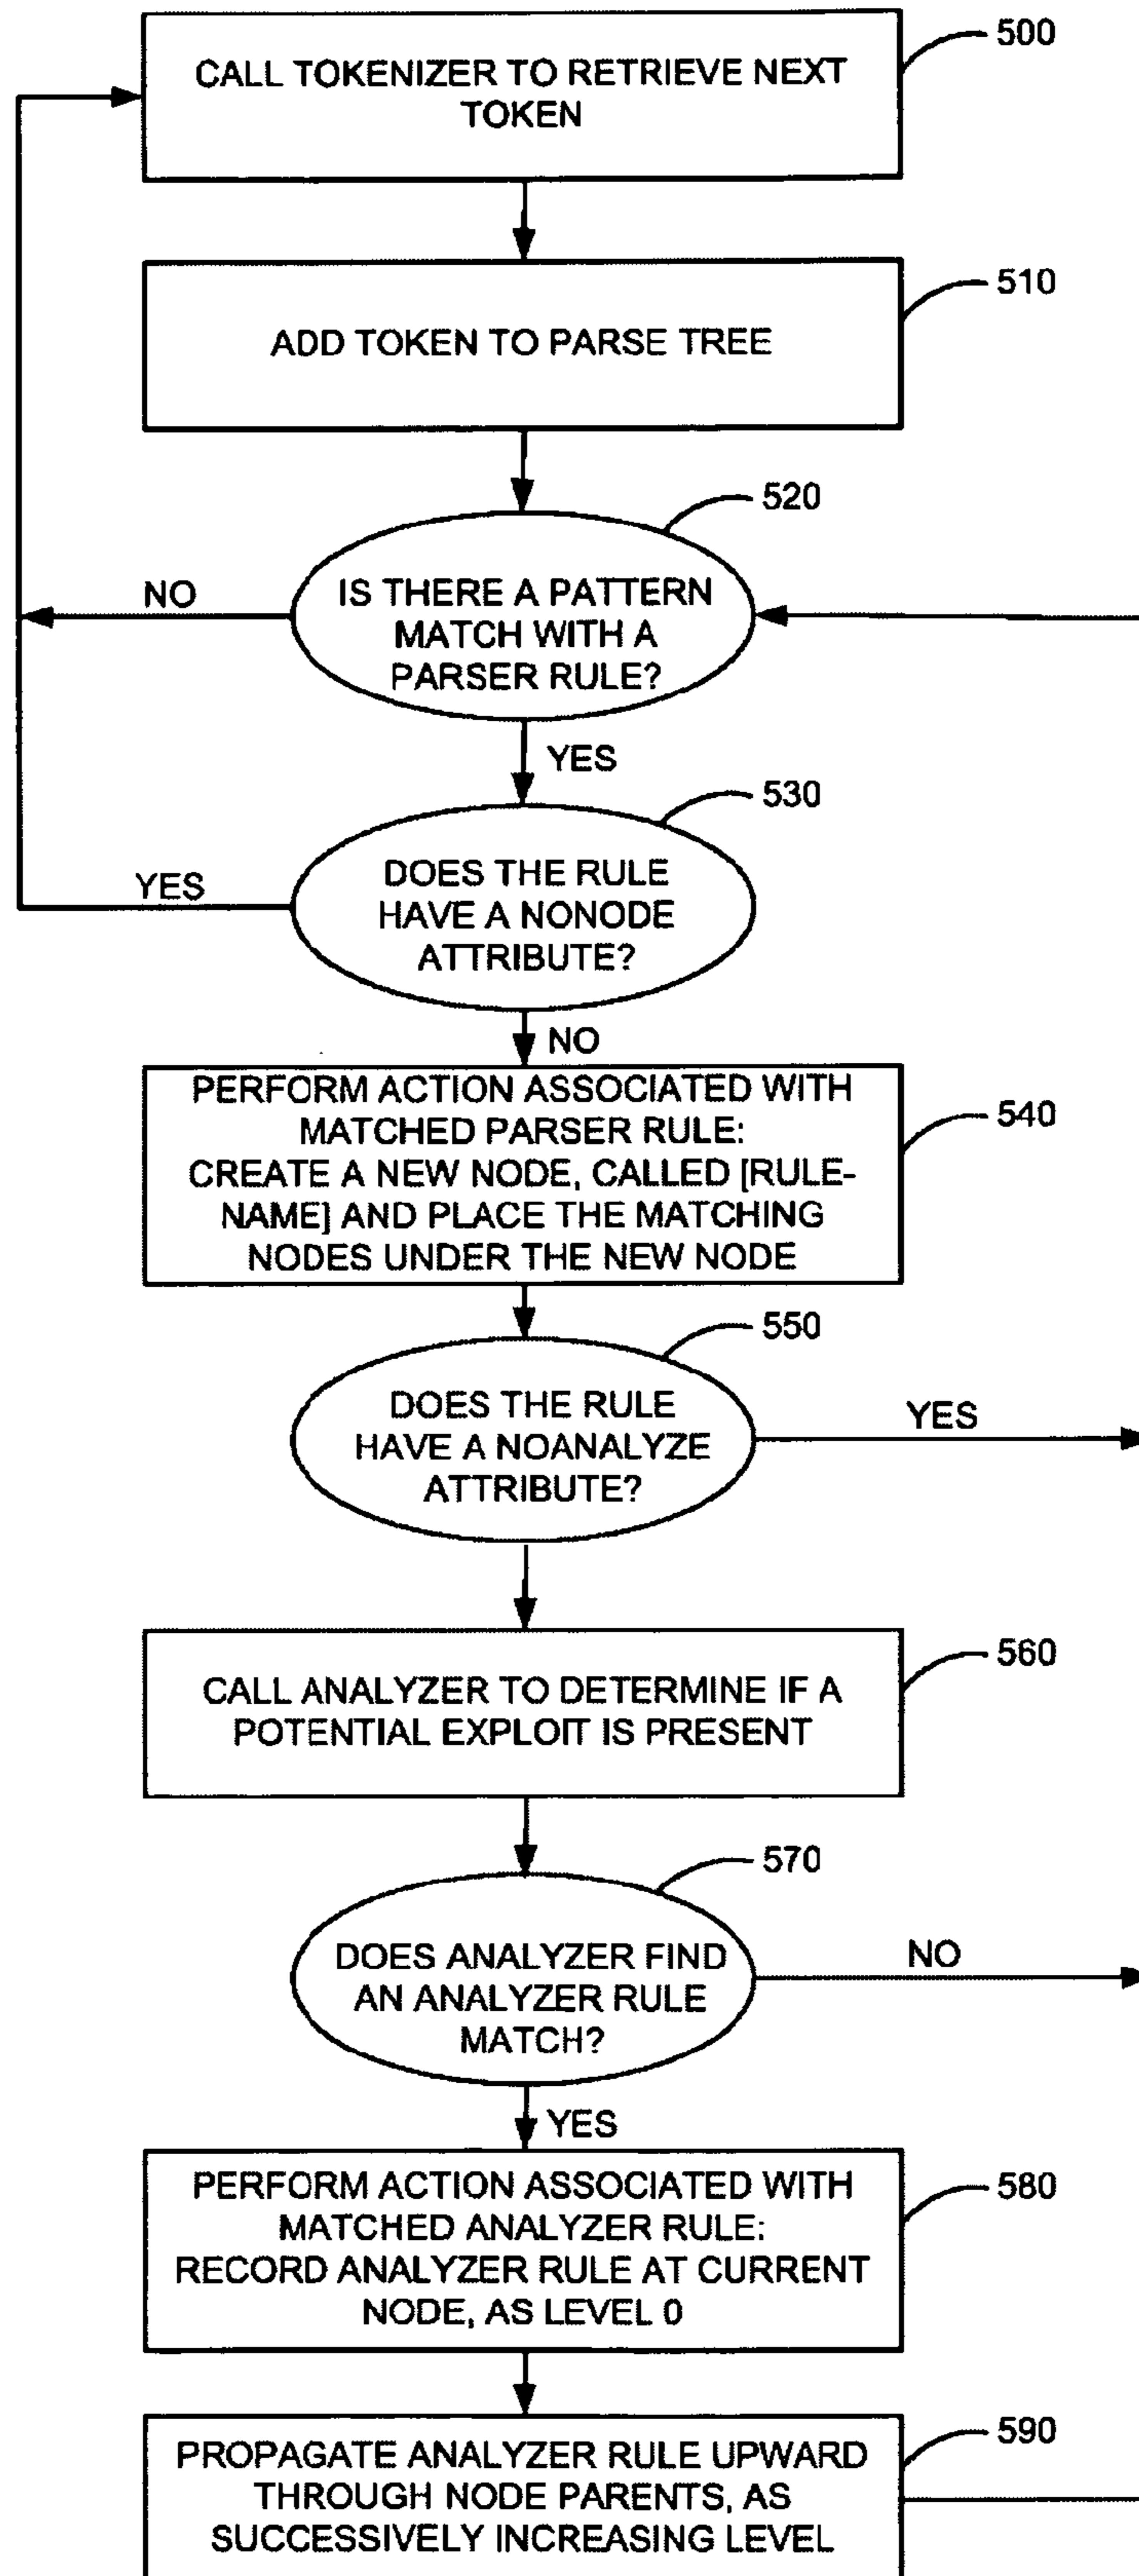 500
CALL TOKENIZER TO RETRIEVE NEXT
TOKEN
510
ADD TOKEN TO PARSE TREE
520
NO
IS THERE A PATTERN
MATCH WITH A
PARSER RULE?
YES
530
YES
DOES THE RULE
HAVE A NONODE
ATTRIBUTE?
NO
PERFORM ACTION ASSOCIATED WITH
MATCHED PARSER RULE:
CREATE A NEW NODE, CALLED [RULE-
NAME] AND PLACE THE MATCHING
NODES UNDER THE NEW NODE
540
550
DOES THE RULE
HAVE A NOANALYZE
ATTRIBUTE?
YES
560
CALL ANALYZER TO DETERMINE IF A
POTENTIAL EXPLOIT IS PRESENT
570
DOES ANALYZER FIND
AN ANALYZER RULE
MATCH?
NO
YES
PERFORM ACTION ASSOCIATED WITH
MATCHED ANALYZER RULE:
RECORD ANALYZER RULE AT CURRENT
NODE, AS LEVEL 0
580
590
PROPAGATE ANALYZER RULE UPWARD
THROUGH NODE PARENTS, AS
SUCCESSIVELY INCREASING LEVEL